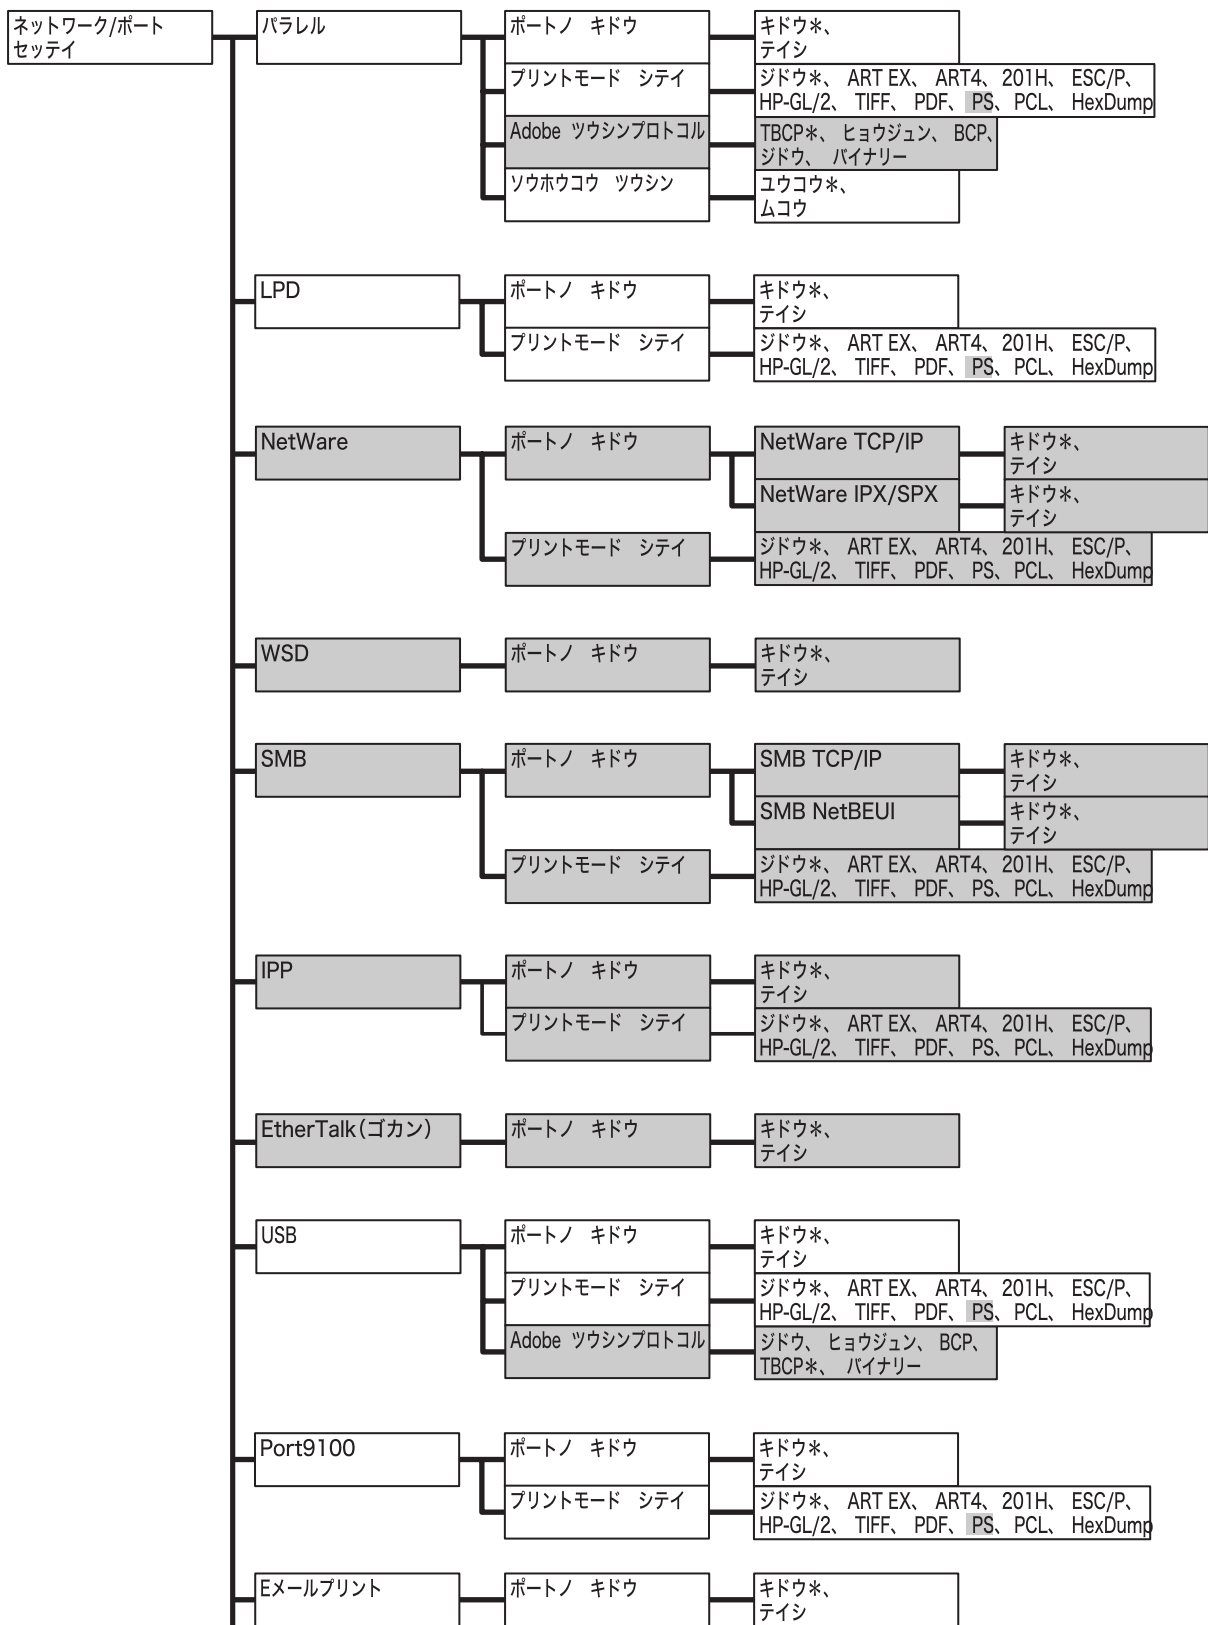 ネットワーク/ポート
セッテイ
パラレル
ポートノ　キドウ
キドウ＊、
テイシ
プリントモード　シテイ
ジドウ＊、 ART EX、 ART4、 201H、 ESC/P、
HP-GL/2、 TIFF、 PDF、 PS、 PCL、 HexDump
Adobe ツウシンプロトコル
TBCP＊、 ヒョウジュン、 BCP、
ジドウ、 バイナリー
ソウホウコウ　ツウシン
ユウコウ＊、
ムコウ
LPD
ポートノ　キドウ
キドウ＊、
テイシ
プリントモード　シテイ
ジドウ＊、 ART EX、 ART4、 201H、 ESC/P、
HP-GL/2、 TIFF、 PDF、 PS、 PCL、 HexDump
NetWare
ポートノ　キドウ
NetWare TCP/IP
キドウ＊、
テイシ
NetWare IPX/SPX
キドウ＊、
テイシ
プリントモード　シテイ
ジドウ＊、 ART EX、 ART4、 201H、 ESC/P、
HP-GL/2、 TIFF、 PDF、 PS、 PCL、 HexDump
WSD
ポートノ　キドウ
キドウ＊、
テイシ
SMB
ポートノ　キドウ
SMB TCP/IP
キドウ＊、
テイシ
SMB NetBEUI
キドウ＊、
テイシ
プリントモード　シテイ
ジドウ＊、 ART EX、 ART4、 201H、 ESC/P、
HP-GL/2、 TIFF、 PDF、 PS、 PCL、 HexDump
IPP
ポートノ　キドウ
キドウ＊、
テイシ
プリントモード　シテイ
ジドウ＊、 ART EX、 ART4、 201H、 ESC/P、
HP-GL/2、 TIFF、 PDF、 PS、 PCL、 HexDump
EtherTalk（ゴカン）
ポートノ　キドウ
キドウ＊、
テイシ
USB
ポートノ　キドウ
キドウ＊、
テイシ
プリントモード　シテイ
ジドウ＊、 ART EX、 ART4、 201H、 ESC/P、
HP-GL/2、 TIFF、 PDF、 PS、 PCL、 HexDump
Adobe ツウシンプロトコル
ジドウ、 ヒョウジュン、 BCP、
TBCP＊、 バイナリー
Port9100
ポートノ　キドウ
キドウ＊、
テイシ
プリントモード　シテイ
ジドウ＊、 ART EX、 ART4、 201H、 ESC/P、
HP-GL/2、 TIFF、 PDF、 PS、 PCL、 HexDump
Eメールプリント
ポートノ　キドウ
キドウ＊、
テイシ